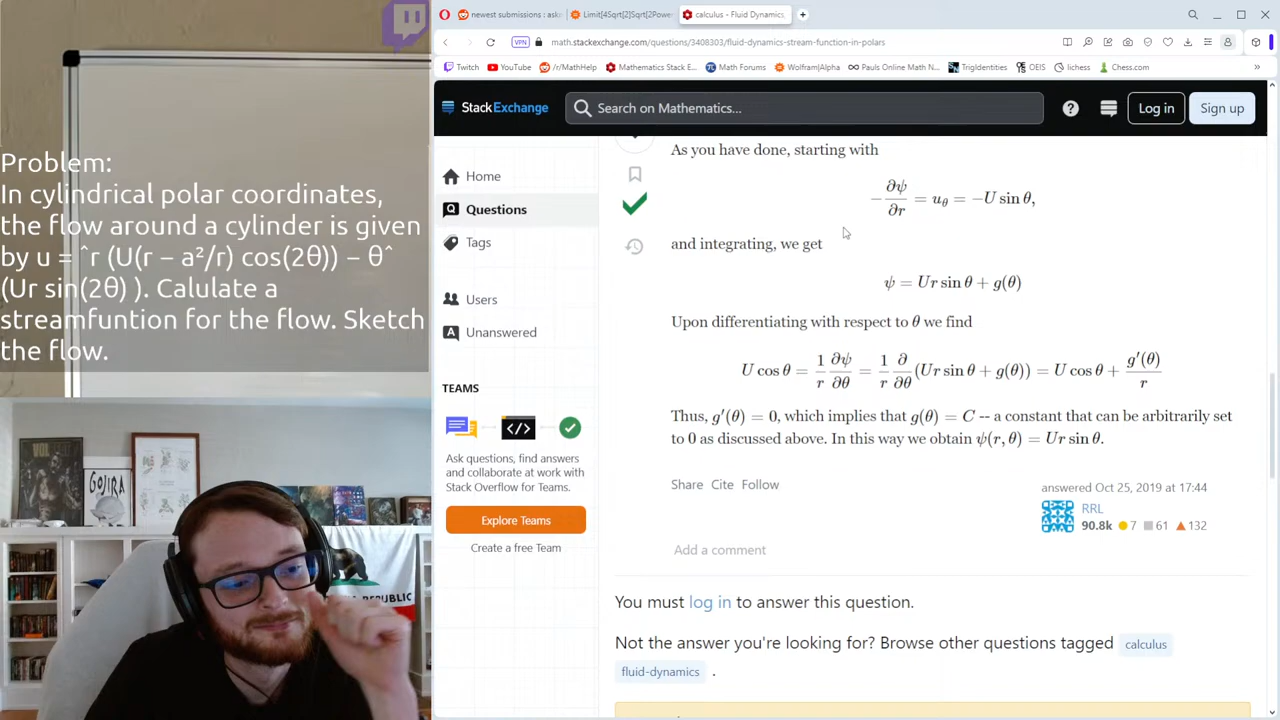 Problem:
In cylindrical polar coordinates,
the flow around a cylinder is given
by u = ˆr (U(r − a²/r) cos(2θ)) − θˆ
(Ur sin(2θ) ). Calulate a
streamfuntion for the flow. Sketch
the flow.
GOJIRA
newest submissions : ask
Limit[4Sqrt[2]Sqrt[2Power
calculus - Fluid Dynamics,
VPN
math.stackexchange.com/questions/3408303/fluid-dynamics-stream-function-in-polars
Twitch YouTube /r/MathHelp Mathematics Stack E... Math Forums Wolfram|Alpha Pauls Online Math N... TrigIdentities OEIS lichess Chess.com »
StackExchange Search on Mathematics... Log in Sign up
Home
Questions
Tags
Users
Unanswered
TEAMS
Ask questions, find answers
and collaborate at work with
Stack Overflow for Teams.
Explore Teams
Create a free Team
As you have done, starting with
−∂ψ/∂r = u_θ = −U sin θ,
and integrating, we get
ψ = Ur sin θ + g(θ)
Upon differentiating with respect to θ we find
U cos θ = 1/r ∂ψ/∂θ = 1/r ∂/∂θ (Ur sin θ + g(θ)) = U cos θ + g′(θ)/r
Thus, g′(θ) = 0, which implies that g(θ) = C -- a constant that can be arbitrarily set
to 0 as discussed above. In this way we obtain ψ(r, θ) = Ur sin θ.
Share Cite Follow
answered Oct 25, 2019 at 17:44
RRL
90.8k 7 61 132
Add a comment
You must log in to answer this question.
Not the answer you're looking for? Browse other questions tagged calculus
fluid-dynamics .